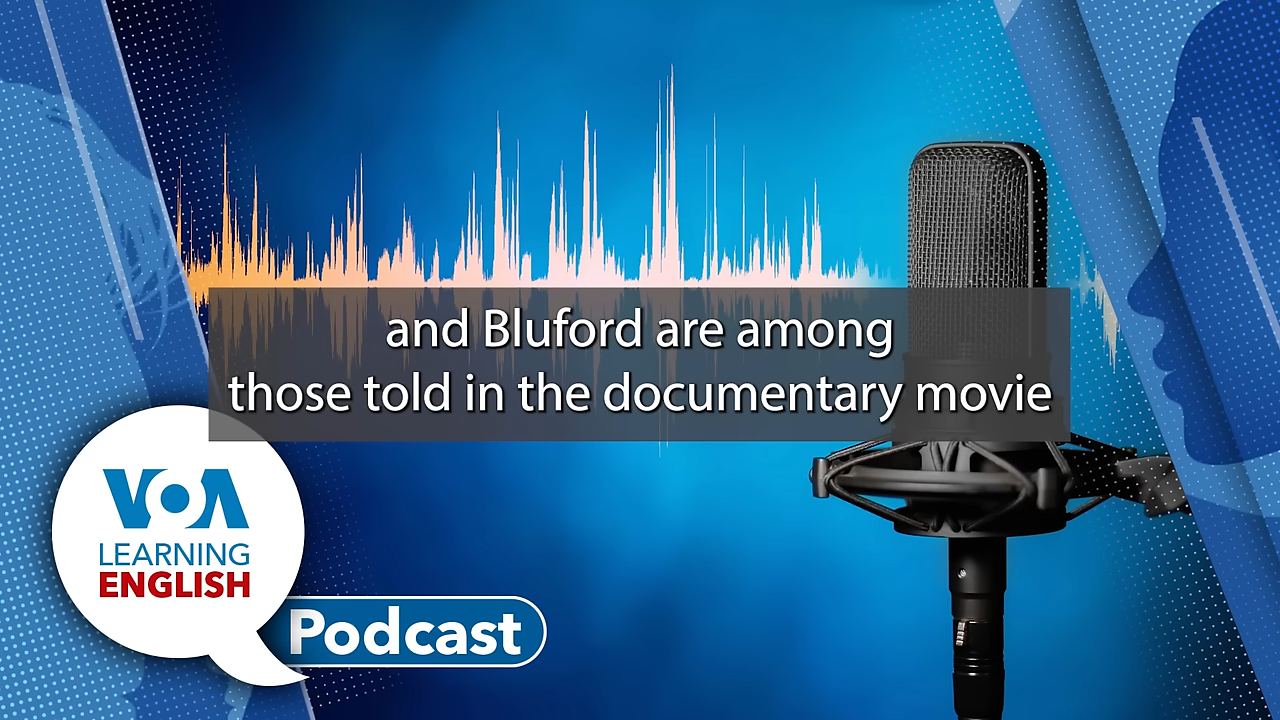 and Bluford are among
those told in the documentary movie
VOA
LEARNING
ENGLISH
Podcast